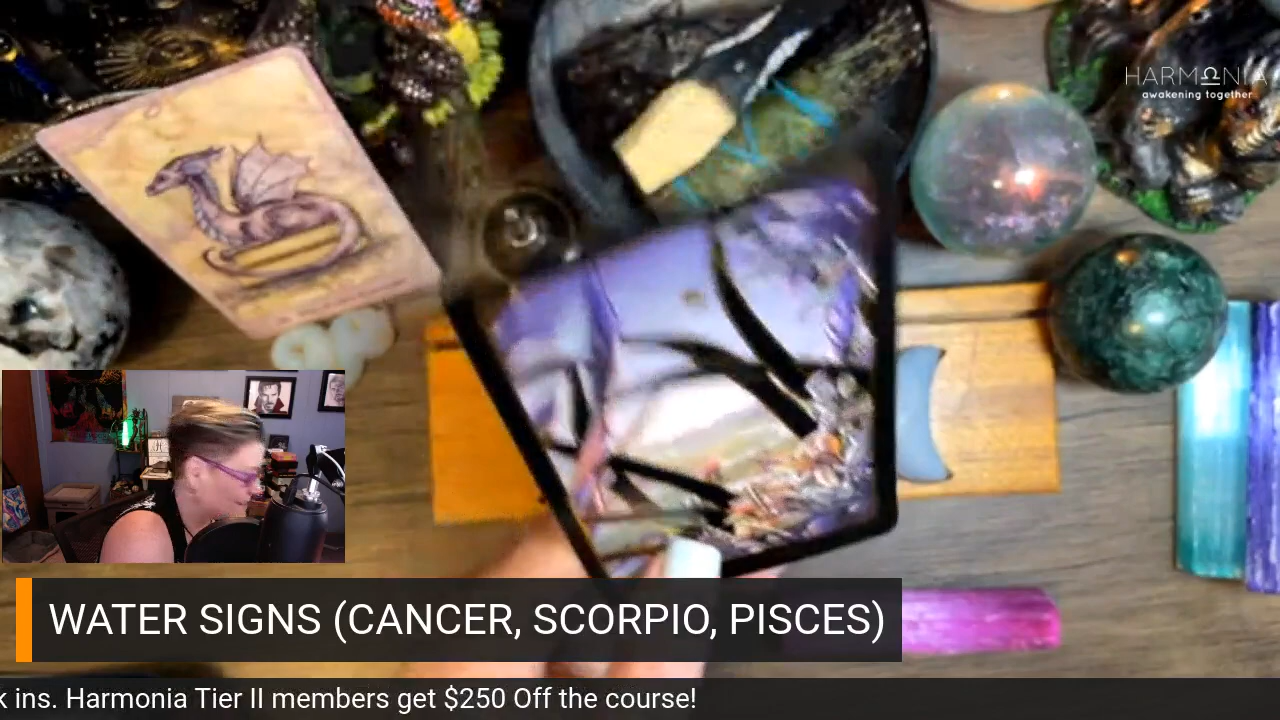 HARMONIA
awakening together
WATER SIGNS (CANCER, SCORPIO, PISCES)
ins. Harmonia Tier II members get $250 Off the course!